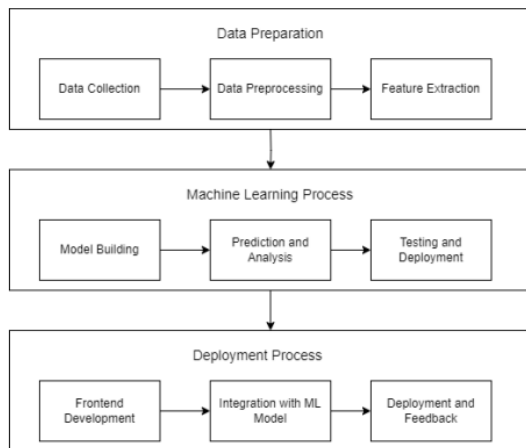 Data Preparation
Data Collection
Data Preprocessing
Feature Extraction
Machine Learning Process
Model Building
Prediction and
Analysis
Testing and
Deployment
Deployment Process
Frontend
Development
Integration with ML
Model
Deployment and
Feedback